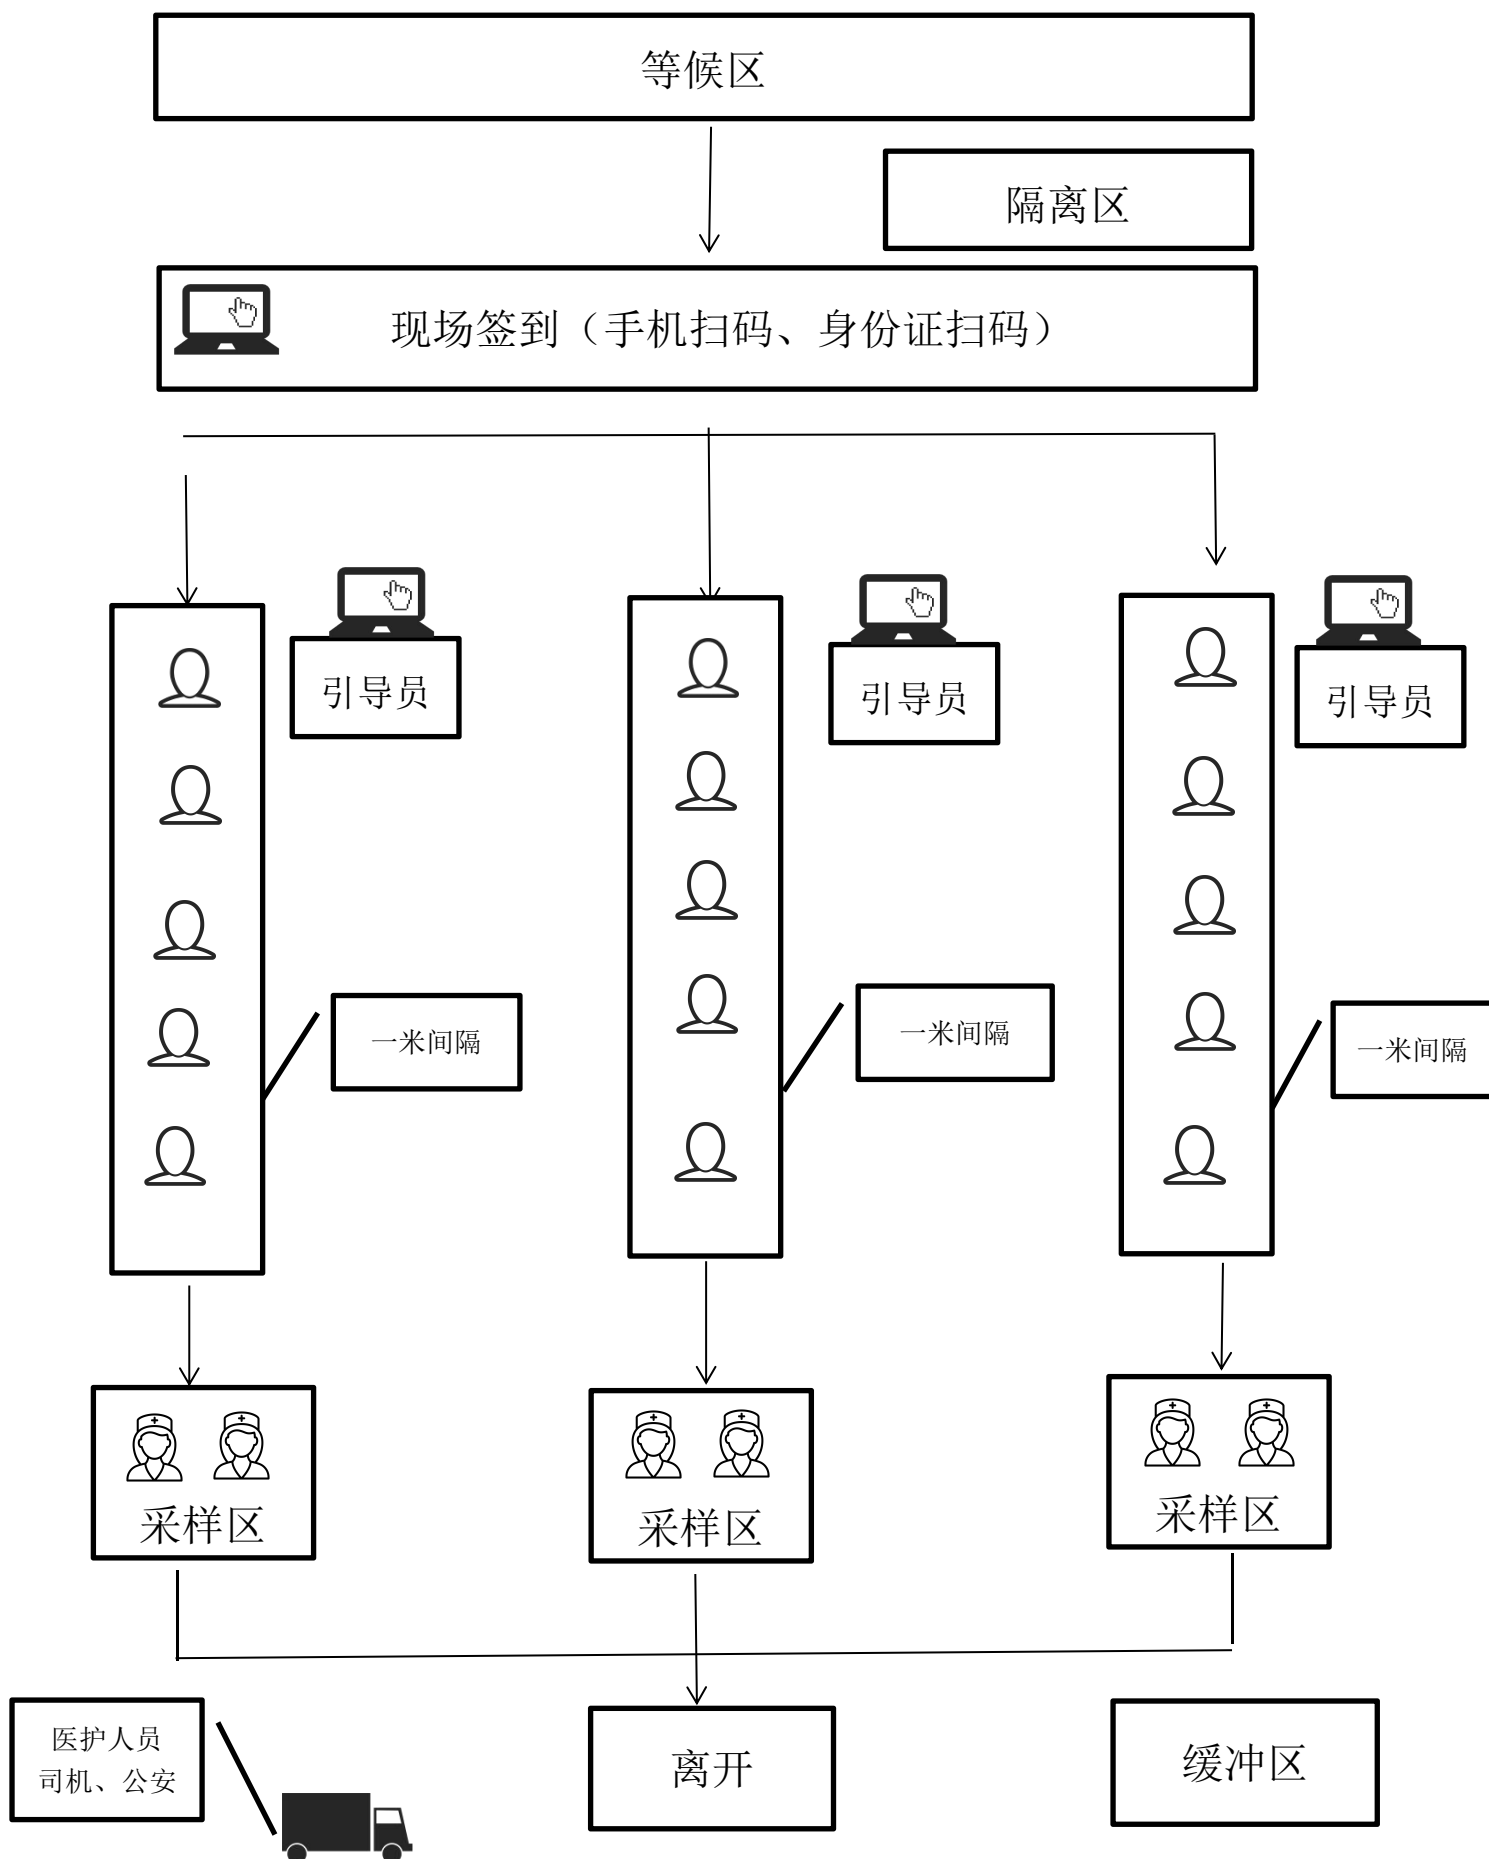 等候区
隔离区
现场签到（手机扫码、身份证扫码）
引导员
引导员
引导员
一米间隔
一米间隔
一米间隔
采样区
采样区
采样区
医护人员
司机、公安
离开
缓冲区